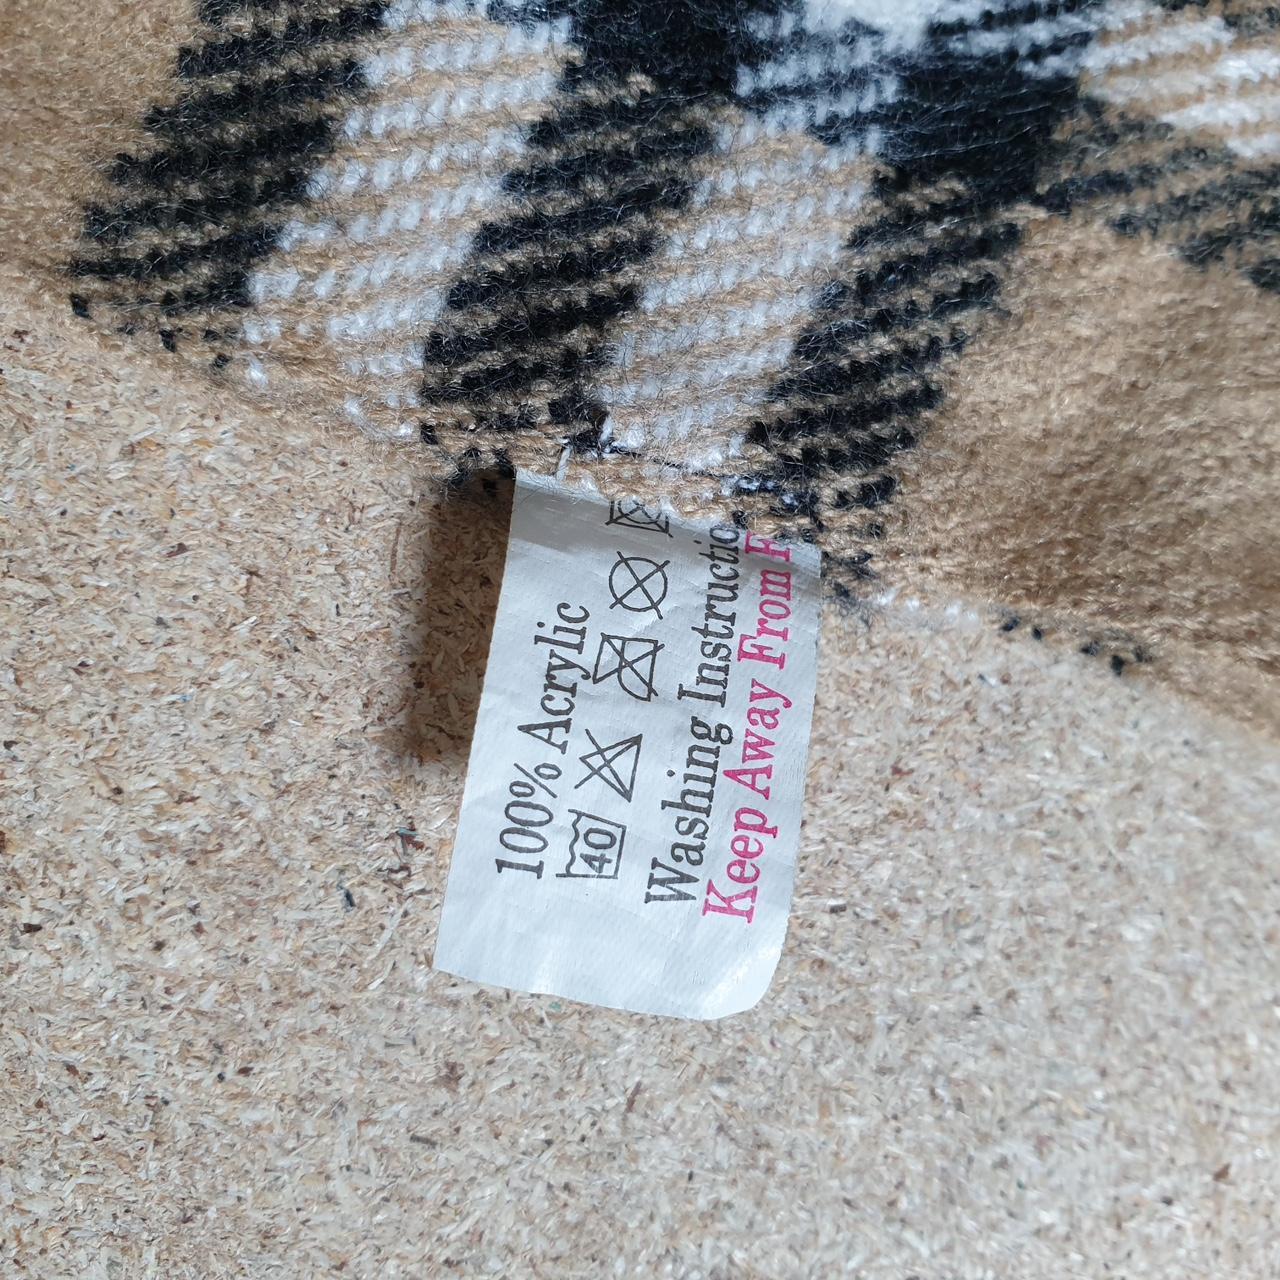 100% Acrylic
40
Washing Instructio
Keep Away From F